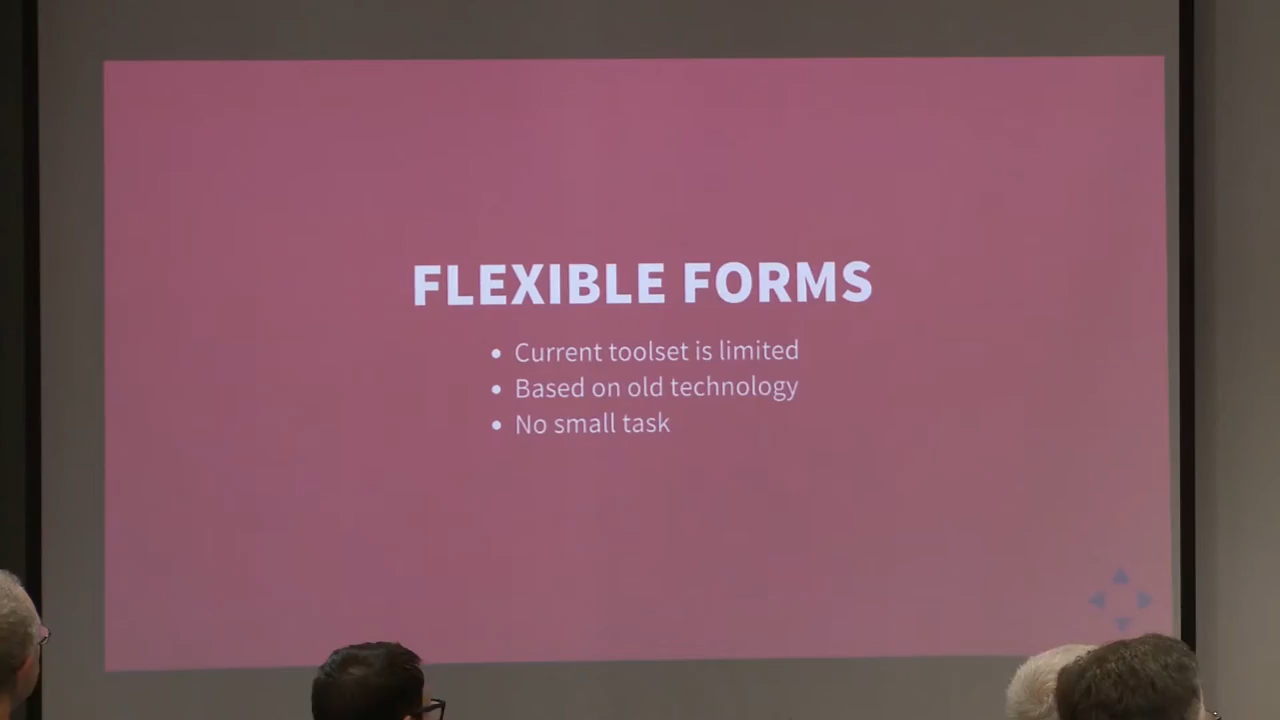 FLEXIBLE FORMS
• Current toolset is limited
• Based on old technology
• No small task